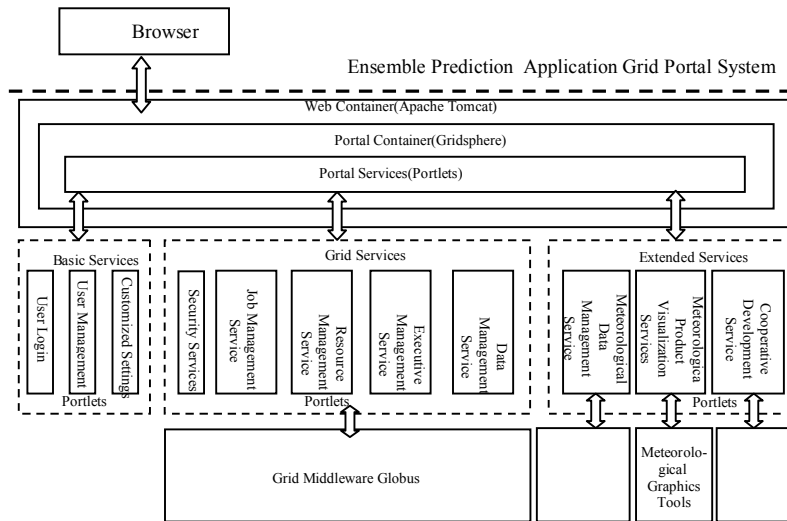 Browser
Ensemble Prediction Application Grid Portal System
Web Container(Apache Tomcat)
Portal Container(Gridsphere)
Portal Services(Portlets)
Basic Services
User Login
User Management
Customized Settings
Portlets
Grid Services
Security Services
Job Management
Service
Resource
Management
Service
Executive
Management
Service
Data
Management
Service
Portlets
Extended Services
Meteorological
Data
Management
Service
Meteorologica
Product
Visualization
Services
Cooperative
Development
Service
Portlets
Grid Middleware Globus
Meteorolo-
gical
Graphics
Tools